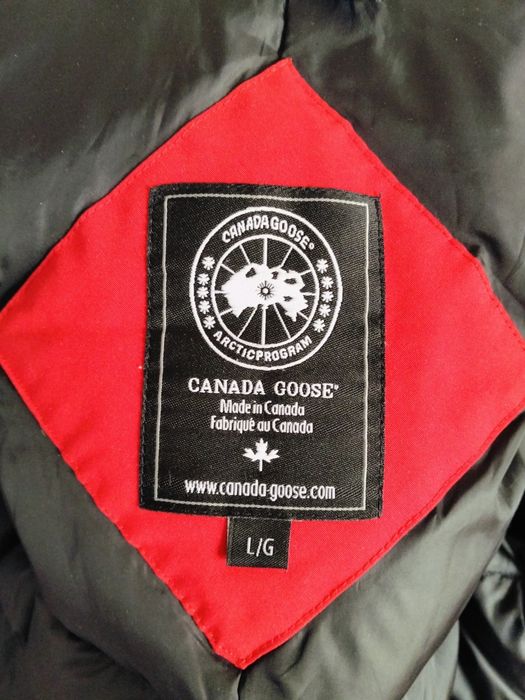 CANADA GOOSE®
ARCTIC PROGRAM
CANADA GOOSE®
Made in Canada
Fabriqué au Canada
www.canada-goose.com
L/G